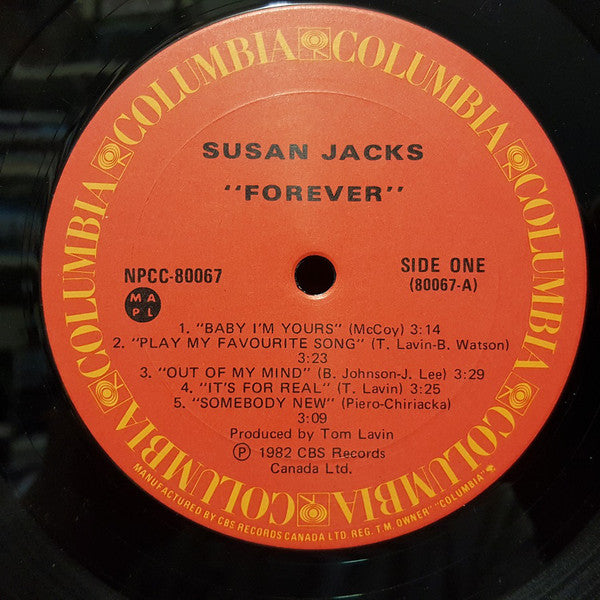 COLUMBIA COLUMBIA COLUMBIA COLUMBIA COLUMBIA COLUMBIA
SUSAN JACKS
"FOREVER"
NPCC-80067
SIDE ONE
(80067-A)
M A
P L
1. "BABY I'M YOURS" (McCoy) 3:14
2. "PLAY MY FAVOURITE SONG" (T. Lavin-B. Watson)
3:23
3. "OUT OF MY MIND" (B. Johnson-J. Lee) 3:29
4. "IT'S FOR REAL" (T. Lavin) 3:25
5. "SOMEBODY NEW" (Piero-Chiriacka)
3:09
Produced by Tom Lavin
Ⓟ 1982 CBS Records
Canada Ltd.
MANUFACTURED BY CBS RECORDS CANADA LTD. REG. T.M. OWNER "COLUMBIA"